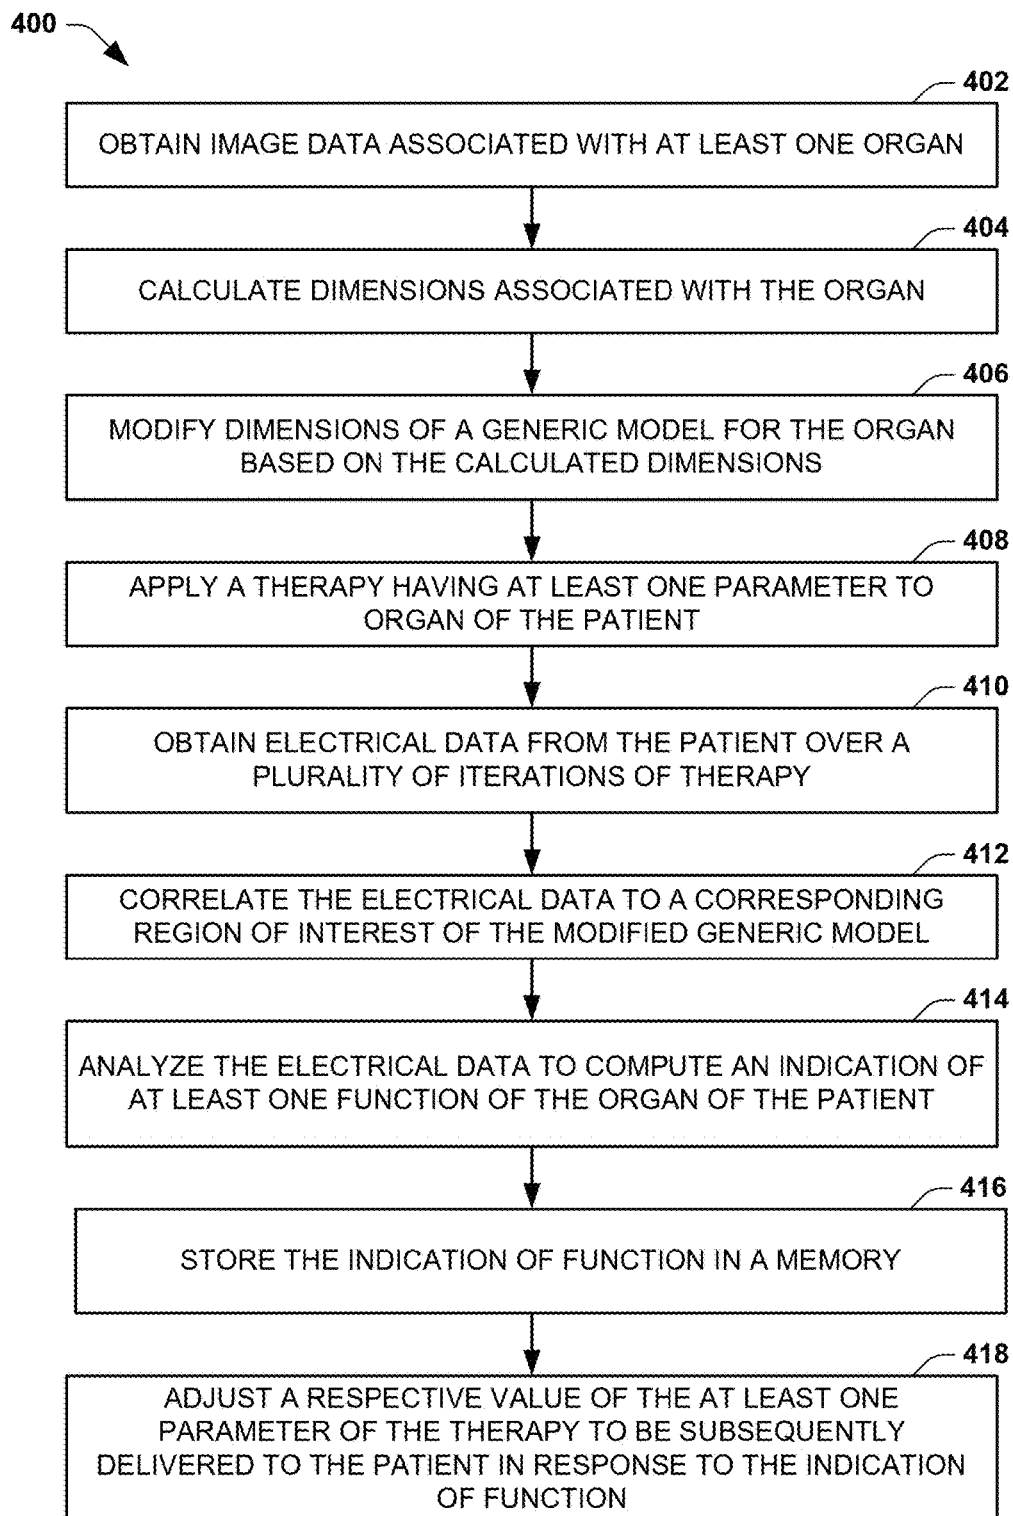 400
402
OBTAIN IMAGE DATA ASSOCIATED WITH AT LEAST ONE ORGAN
404
CALCULATE DIMENSIONS ASSOCIATED WITH THE ORGAN
406
MODIFY DIMENSIONS OF A GENERIC MODEL FOR THE ORGAN
BASED ON THE CALCULATED DIMENSIONS
408
APPLY A THERAPY HAVING AT LEAST ONE PARAMETER TO
ORGAN OF THE PATIENT
410
OBTAIN ELECTRICAL DATA FROM THE PATIENT OVER A
PLURALITY OF ITERATIONS OF THERAPY
412
CORRELATE THE ELECTRICAL DATA TO A CORRESPONDING
REGION OF INTEREST OF THE MODIFIED GENERIC MODEL
414
ANALYZE THE ELECTRICAL DATA TO COMPUTE AN INDICATION OF
AT LEAST ONE FUNCTION OF THE ORGAN OF THE PATIENT
416
STORE THE INDICATION OF FUNCTION IN A MEMORY
418
ADJUST A RESPECTIVE VALUE OF THE AT LEAST ONE
PARAMETER OF THE THERAPY TO BE SUBSEQUENTLY
DELIVERED TO THE PATIENT IN RESPONSE TO THE INDICATION
OF FUNCTION